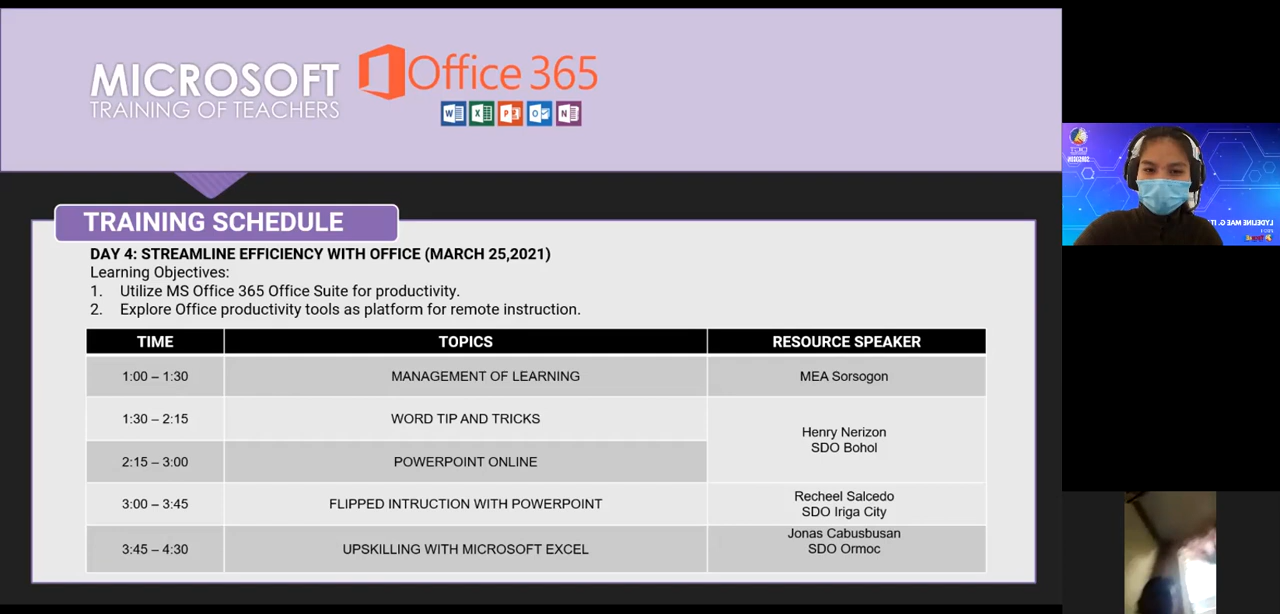 MICROSOFT
TRAINING OF TEACHERS
Office 365
TRAINING SCHEDULE
DAY 4: STREAMLINE EFFICIENCY WITH OFFICE (MARCH 25,2021)
Learning Objectives:
1. Utilize MS Office 365 Office Suite for productivity.
2. Explore Office productivity tools as platform for remote instruction.
TIME TOPICS RESOURCE SPEAKER
1:00 – 1:30 MANAGEMENT OF LEARNING MEA Sorsogon
1:30 – 2:15 WORD TIP AND TRICKS
Henry Nerizon
SDO Bohol
2:15 – 3:00 POWERPOINT ONLINE
3:00 – 3:45 FLIPPED INTRUCTION WITH POWERPOINT
Recheel Salcedo
SDO Iriga City
3:45 – 4:30 UPSKILLING WITH MICROSOFT EXCEL
Jonas Cabusbusan
SDO Ormoc
LYDELINE MAE G.